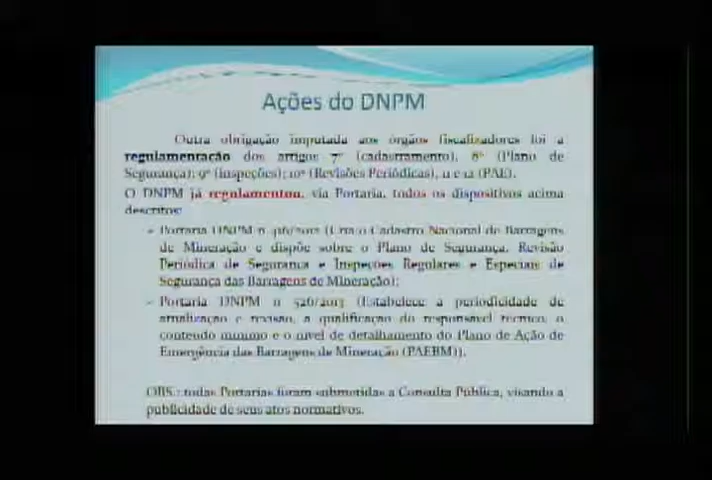 Ações do DNPM
Outra obrigação imputada aos órgãos fiscalizadores foi a
regulamentação dos artigos 7º (cadastramento), 8º (Plano de
Segurança); 9º (inspeções); 10º (Revisões Periódicas), 11 e 12 (PAE).
O DNPM já regulamentou, via Portaria, todos os dispositivos acima
descritos:
- Portaria DNPM n 416/2012 (Cria o Cadastro Nacional de Barragens
de Mineração e dispõe sobre o Plano de Segurança, Revisão
Periódica de Segurança e Inspeções Regulares e Especiais de
Segurança das Barragens de Mineração);
- Portaria DNPM n 526/2013 (Estabelece a periodicidade de
atualização e revisão, a qualificação do responsável técnico, o
conteúdo mínimo e o nível de detalhamento do Plano de Ação de
Emergência das Barragens de Mineração (PAEBM)).
OBS.: todas Portarias foram submetidas a Consulta Pública, visando a
publicidade de seus atos normativos.